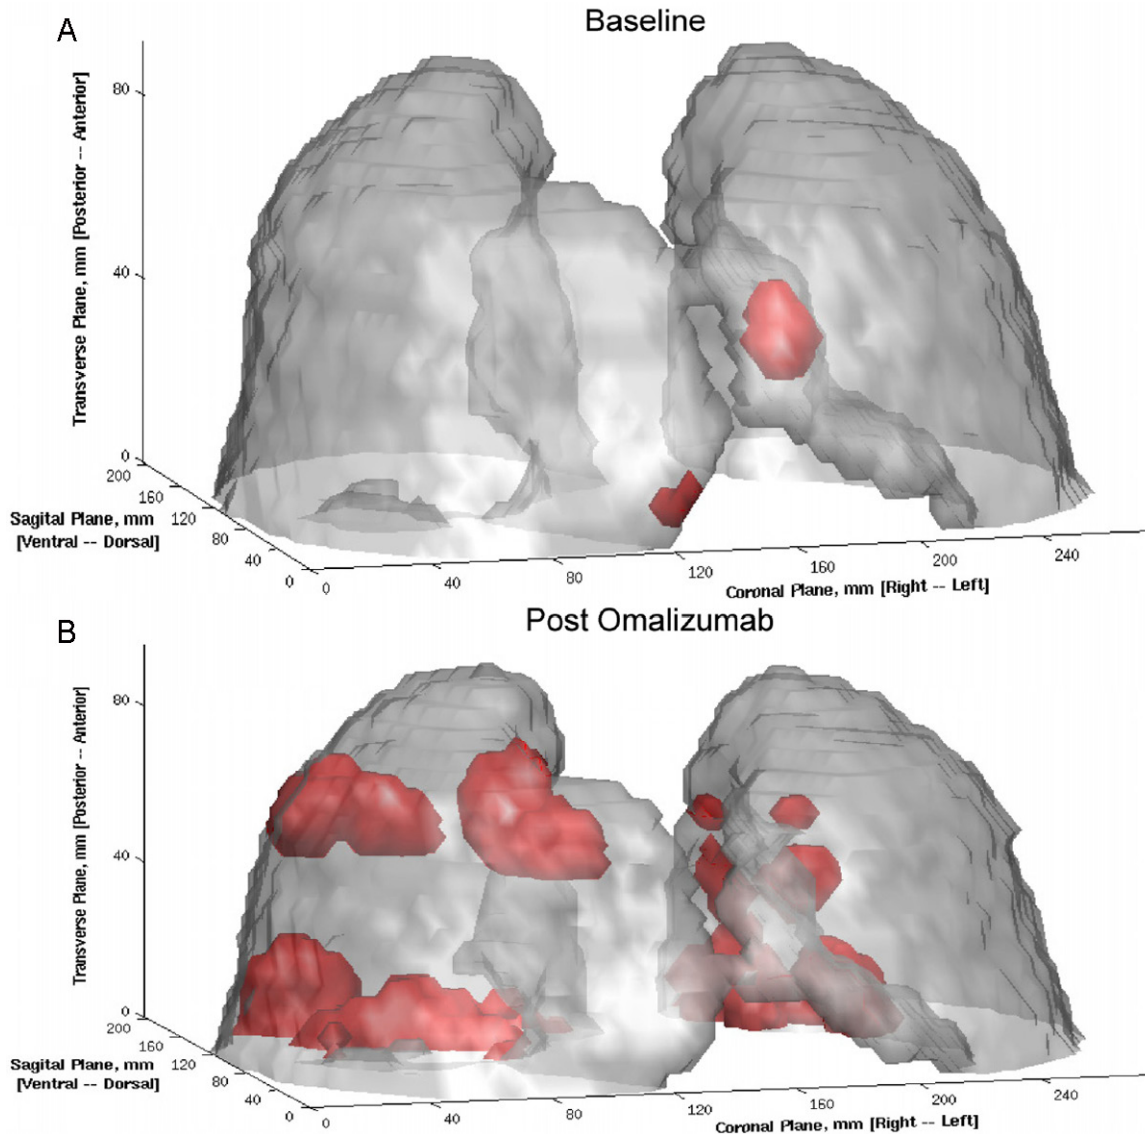 A
Baseline
Transverse Plane, mm [Posterior -- Anterior]
80
40
0
200
160
120
80
40
0
Sagital Plane, mm
[Ventral -- Dorsal]
0
40
80
120
160
200
240
Coronal Plane, mm [Right -- Left]
B
Post Omalizumab
Transverse Plane, mm [Posterior -- Anterior]
80
40
0
200
160
120
80
40
0
Sagital Plane, mm
[Ventral -- Dorsal]
0
40
80
120
160
200
240
Coronal Plane, mm [Right -- Left]